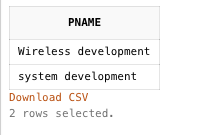 PNAME
Wireless development
system development
Download CSV
2 rows selected.